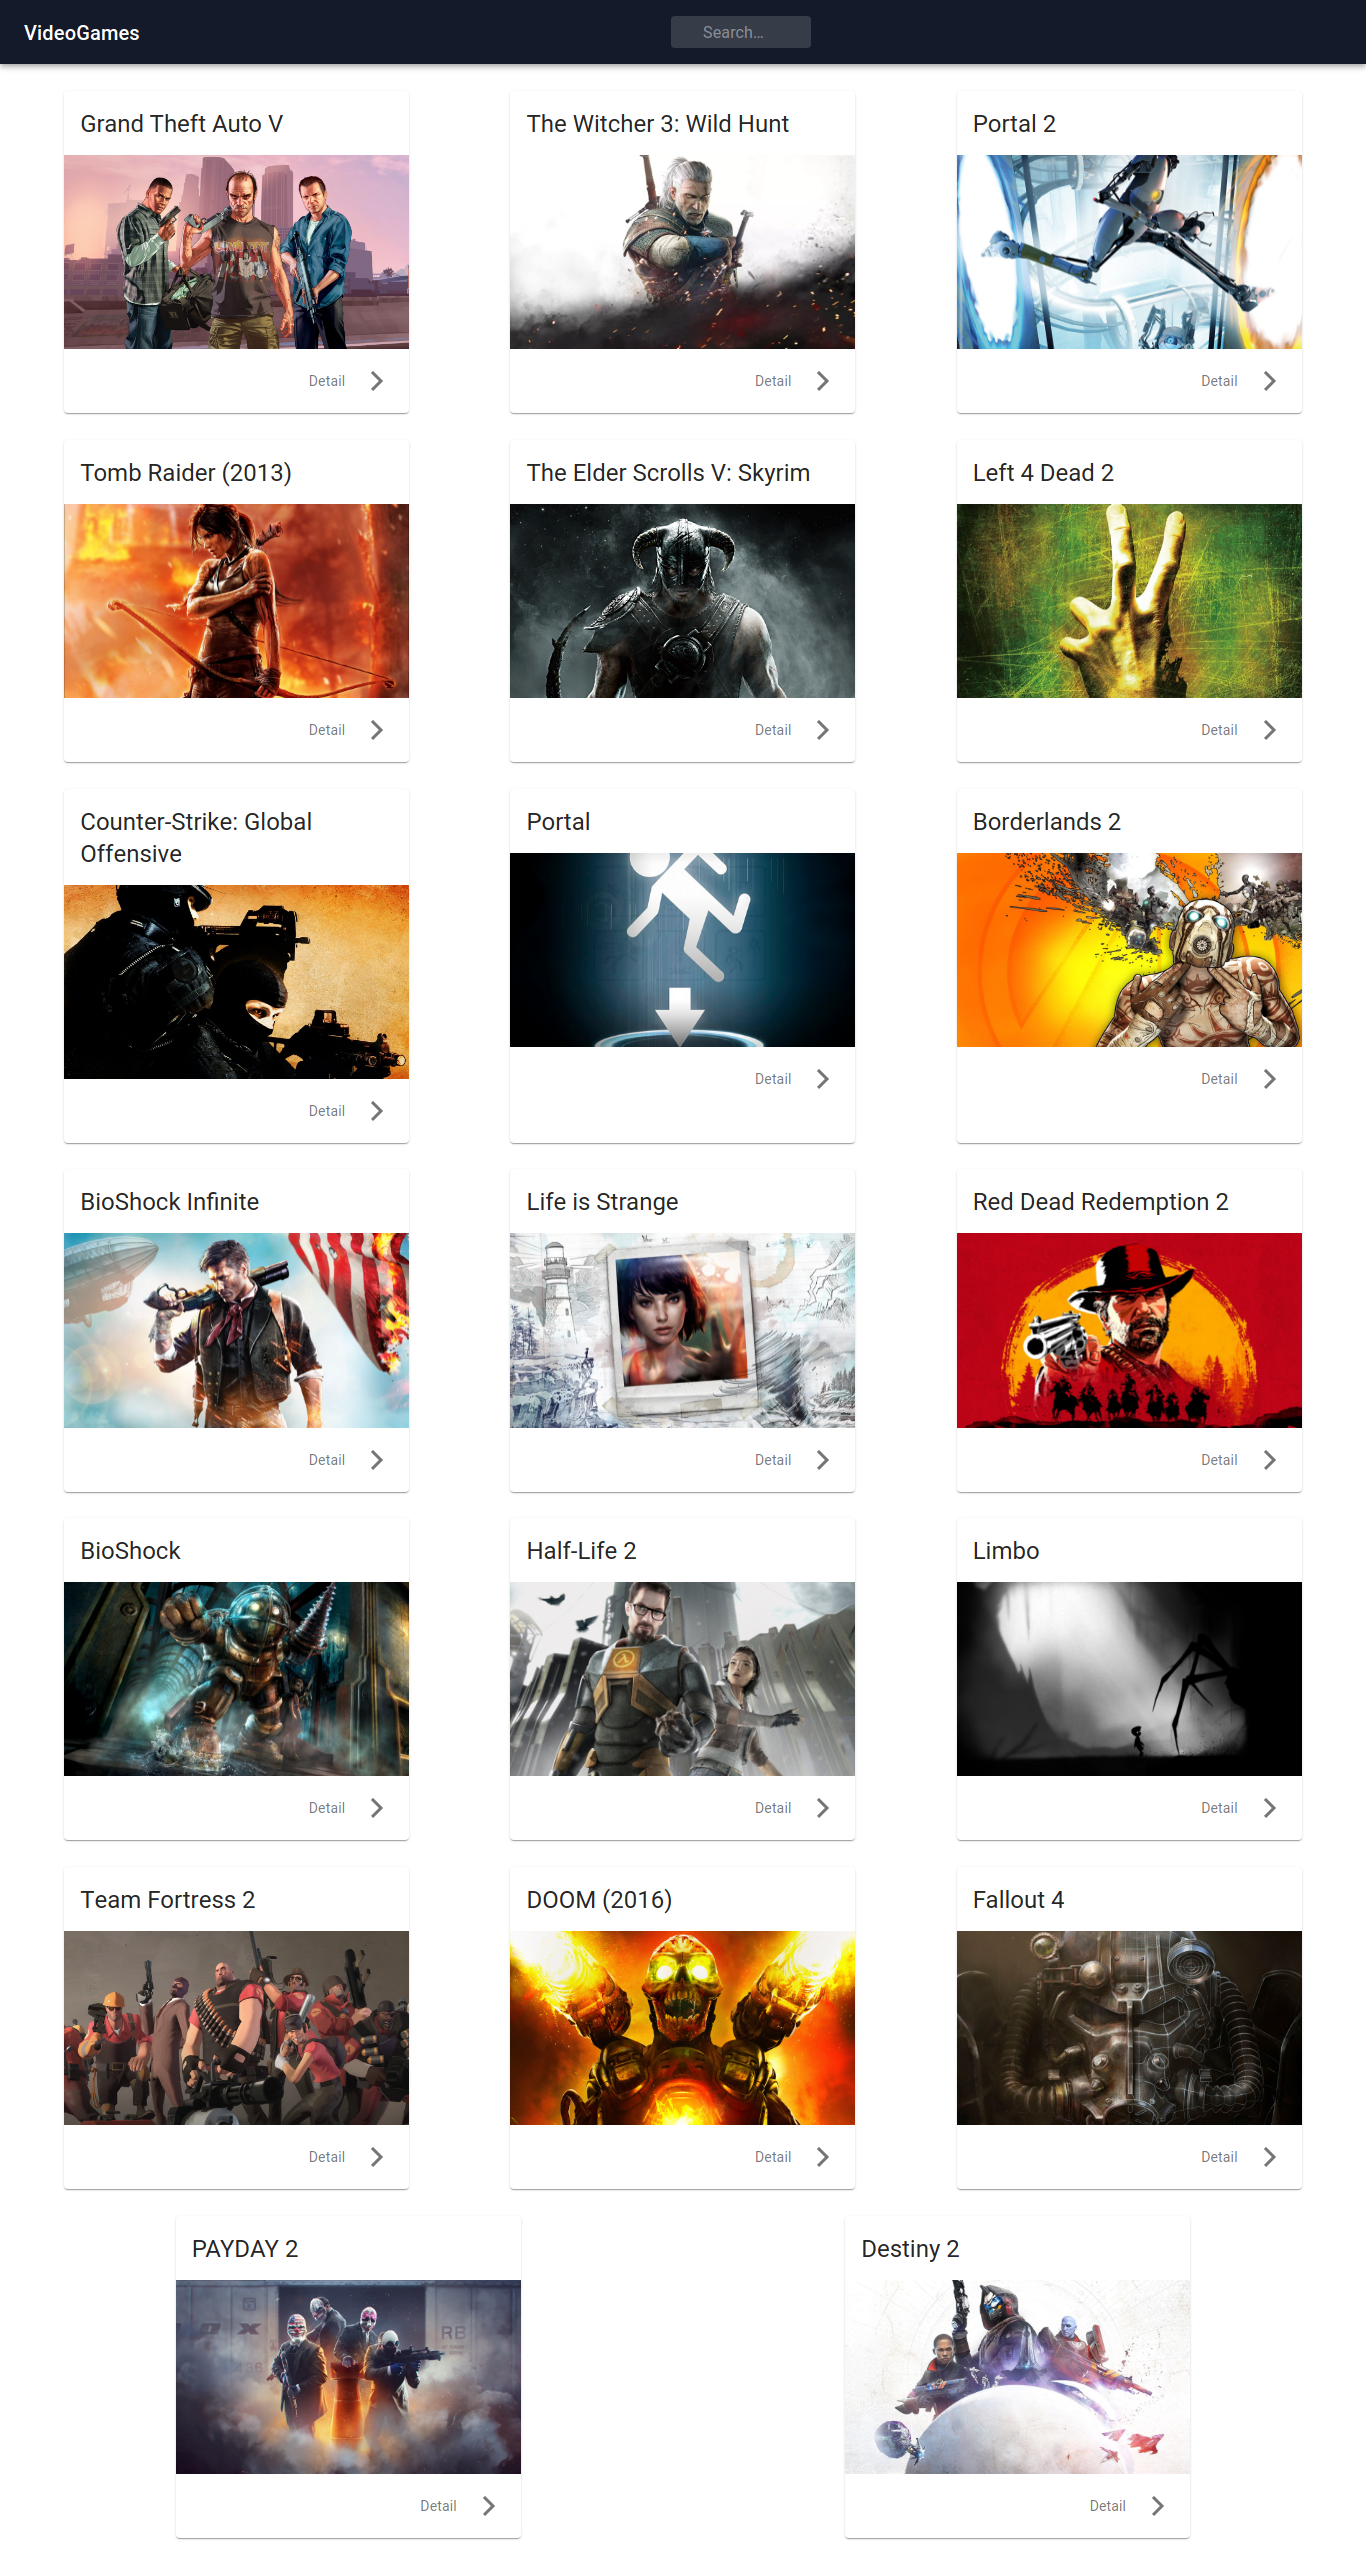 VideoGames
Search...
Grand Theft Auto V
The Witcher 3: Wild Hunt
Portal 2
Detail
Detail
Detail
Tomb Raider (2013)
The Elder Scrolls V: Skyrim
Left 4 Dead 2
Detail
Detail
Detail
Counter-Strike: Global
Offensive
Portal
Borderlands 2
Detail
Detail
Detail
BioShock Infinite
Life is Strange
Red Dead Redemption 2
Detail
Detail
Detail
BioShock
Half-Life 2
Limbo
Detail
Detail
Detail
Team Fortress 2
DOOM (2016)
Fallout 4
Detail
Detail
Detail
PAYDAY 2
Destiny 2
RB
Detail
Detail